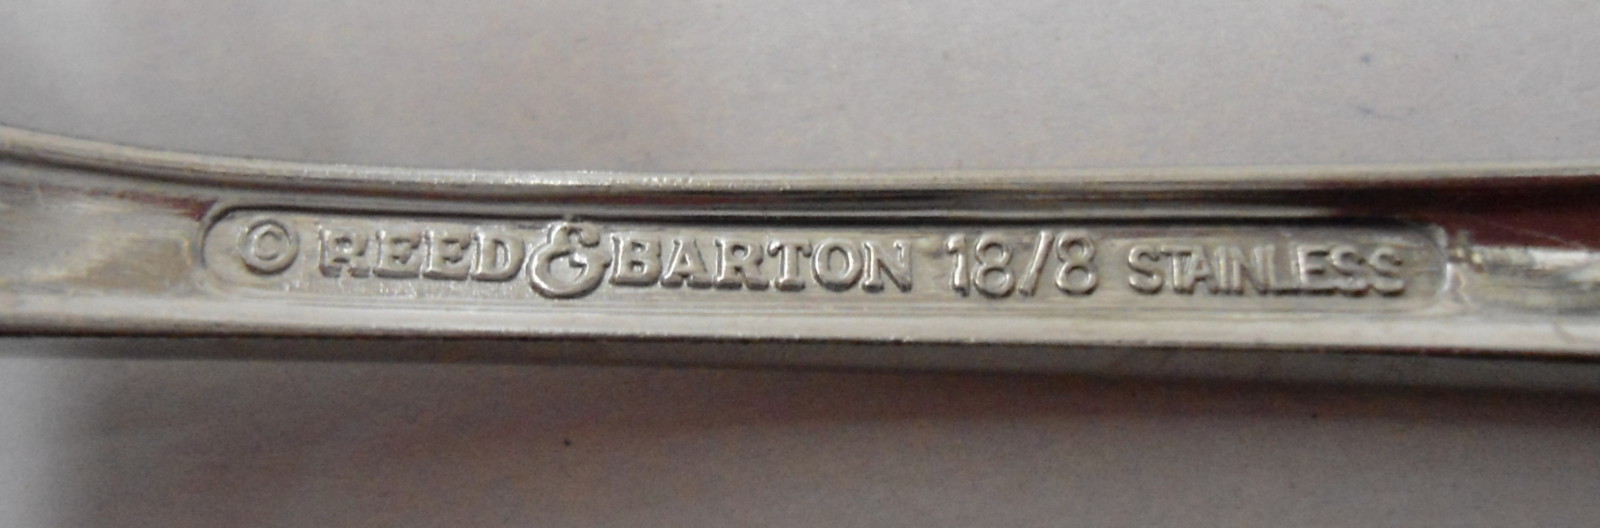 © REED & BARTON 18/8 STAINLESS